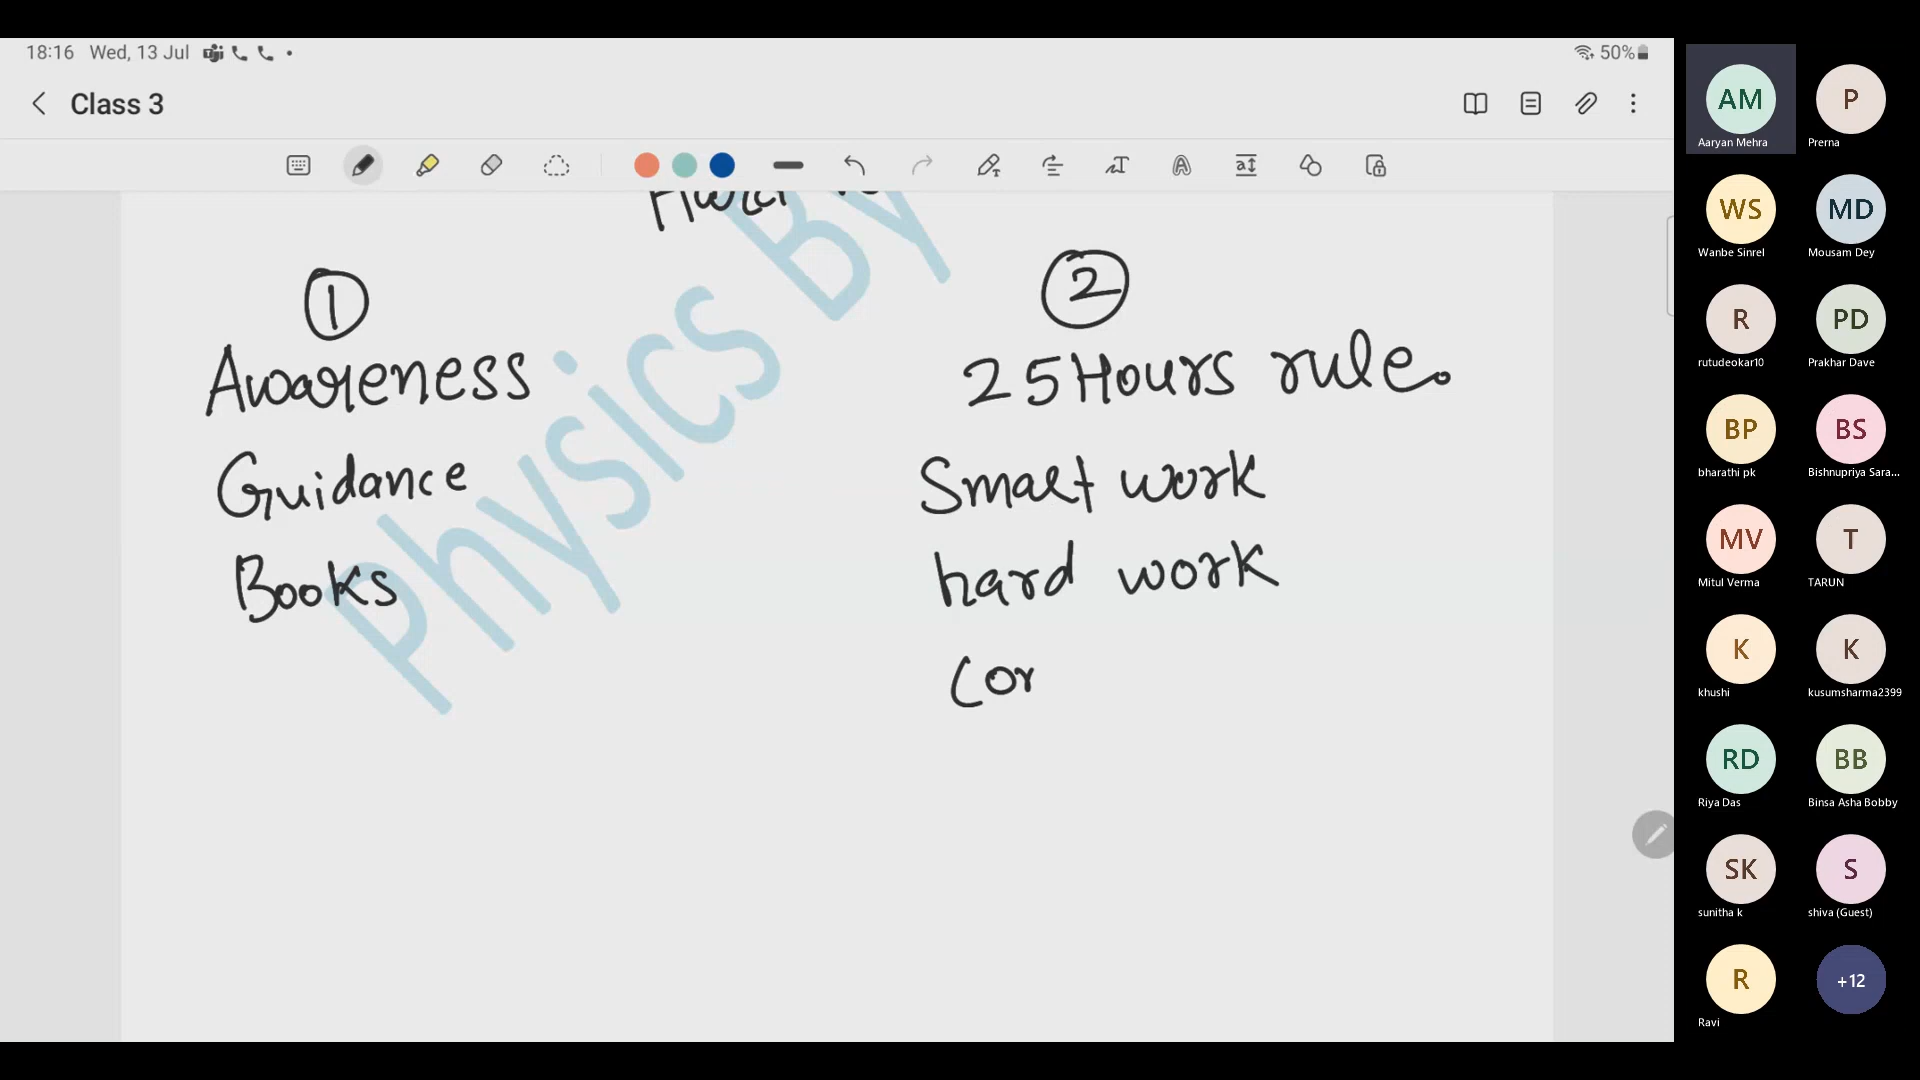 18:16 Wed, 13 Jul
50%
Class 3
Physics By
1
Awareness
Guidance
Books
2
25 Hours rule.
Smart work
hard work
Con
AM
Aaryan Mehra
P
Prerna
WS
Wanbe Sinrel
MD
Mousam Dey
R
rutudeokar10
PD
Prakhar Dave
BP
bharathi pk
BS
Bishnupriya Sara...
MV
Mitul Verma
T
TARUN
K
khushi
K
kusumsharma2399
RD
Riya Das
BB
Binsa Asha Bobby
SK
sunitha k
S
shiva (Guest)
R
Ravi
+12